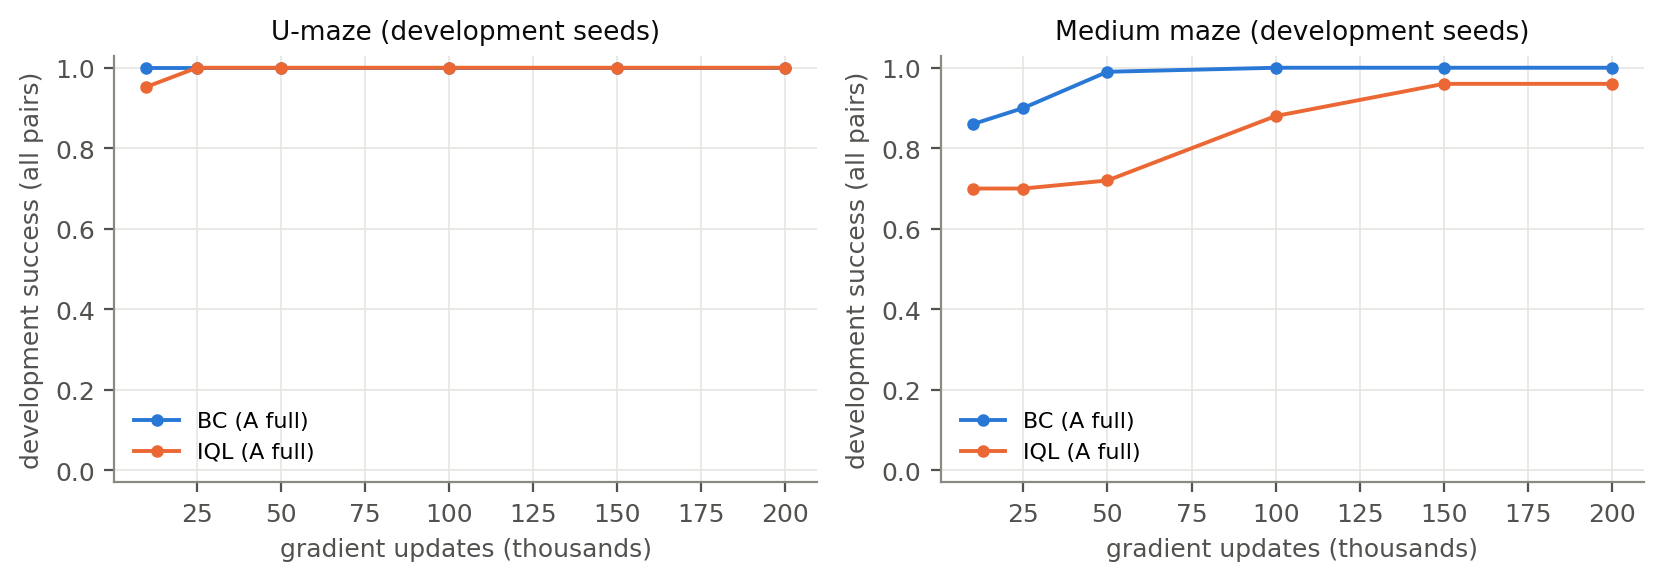 U-maze (development seeds)
development success (all pairs)
1.0
0.8
0.6
0.4
0.2
0.0
BC (A full)
IQL (A full)
25 50 75 100 125 150 175 200
gradient updates (thousands)
Medium maze (development seeds)
development success (all pairs)
1.0
0.8
0.6
0.4
0.2
0.0
BC (A full)
IQL (A full)
25 50 75 100 125 150 175 200
gradient updates (thousands)